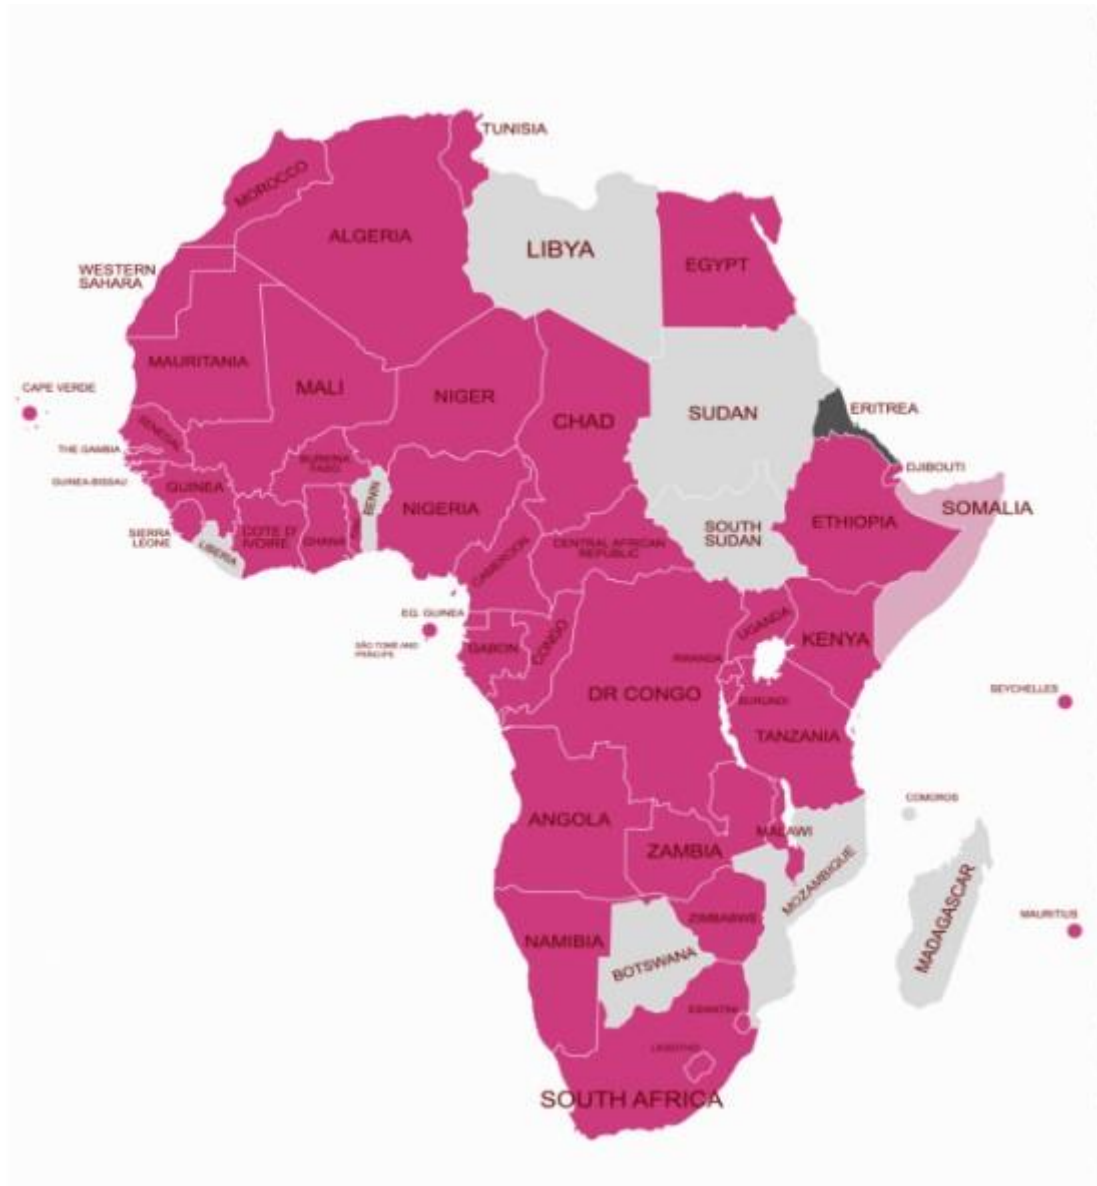 TUNISIA
MOROCCO
ALGERIA
LIBYA
EGYPT
WESTERN
SAHARA
MAURITANIA
MALI
NIGER
CHAD
SUDAN
ERITREA
CAPE VERDE
SENEGAL
THE GAMBIA
GUINEA-BISSAU
GUINEA
BURKINA
FASO
DJIBOUTI
SOMALIA
SIERRA
LEONE
LIBERIA
COTE D'
IVOIRE
GHANA
BENIN
NIGERIA
CAMEROON
CENTRAL AFRICAN
REPUBLIC
SOUTH
SUDAN
ETHIOPIA
EQ. GUINEA
SÃO TOMÉ AND
PRÍNCIPE
GABON
CONGO
UGANDA
KENYA
RWANDA
BURUNDI
DR CONGO
TANZANIA
SEYCHELLES
COMOROS
ANGOLA
ZAMBIA
MALAWI
MOZAMBIQUE
MADAGASCAR
MAURITIUS
NAMIBIA
BOTSWANA
ZIMBABWE
ESWATINI
LESOTHO
SOUTH AFRICA